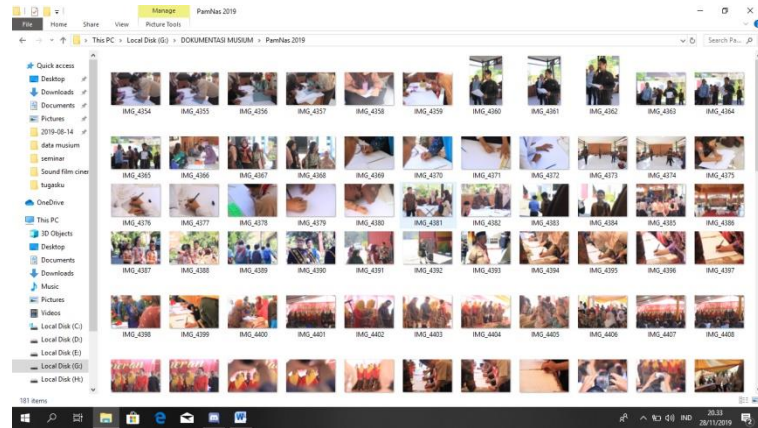 Manage PamNas 2019
File Home Share View Picture Tools
This PC > Local Disk (G:) > DOKUMENTASI MUSIUM > PamNas 2019
Search Pa...
Quick access
Desktop
Downloads
Documents
Pictures
2019-08-14
data musium
seminar
Sound film ciner
tugasku
OneDrive
This PC
3D Objects
Desktop
Documents
Downloads
Music
Pictures
Videos
Local Disk (C:)
Local Disk (D:)
Local Disk (E:)
Local Disk (G:)
Local Disk (H:)
IMG_4354 IMG_4355 IMG_4356 IMG_4357 IMG_4358 IMG_4359 IMG_4360 IMG_4361 IMG_4362 IMG_4363 IMG_4364
IMG_4365 IMG_4366 IMG_4367 IMG_4368 IMG_4369 IMG_4370 IMG_4371 IMG_4372 IMG_4373 IMG_4374 IMG_4375
IMG_4376 IMG_4377 IMG_4378 IMG_4379 IMG_4380 IMG_4381 IMG_4382 IMG_4383 IMG_4384 IMG_4385 IMG_4386
IMG_4387 IMG_4388 IMG_4389 IMG_4390 IMG_4391 IMG_4392 IMG_4393 IMG_4394 IMG_4395 IMG_4396 IMG_4397
IMG_4398 IMG_4399 IMG_4400 IMG_4401 IMG_4402 IMG_4403 IMG_4404 IMG_4405 IMG_4406 IMG_4407 IMG_4408
181 items
IND
20.33
28/11/2019